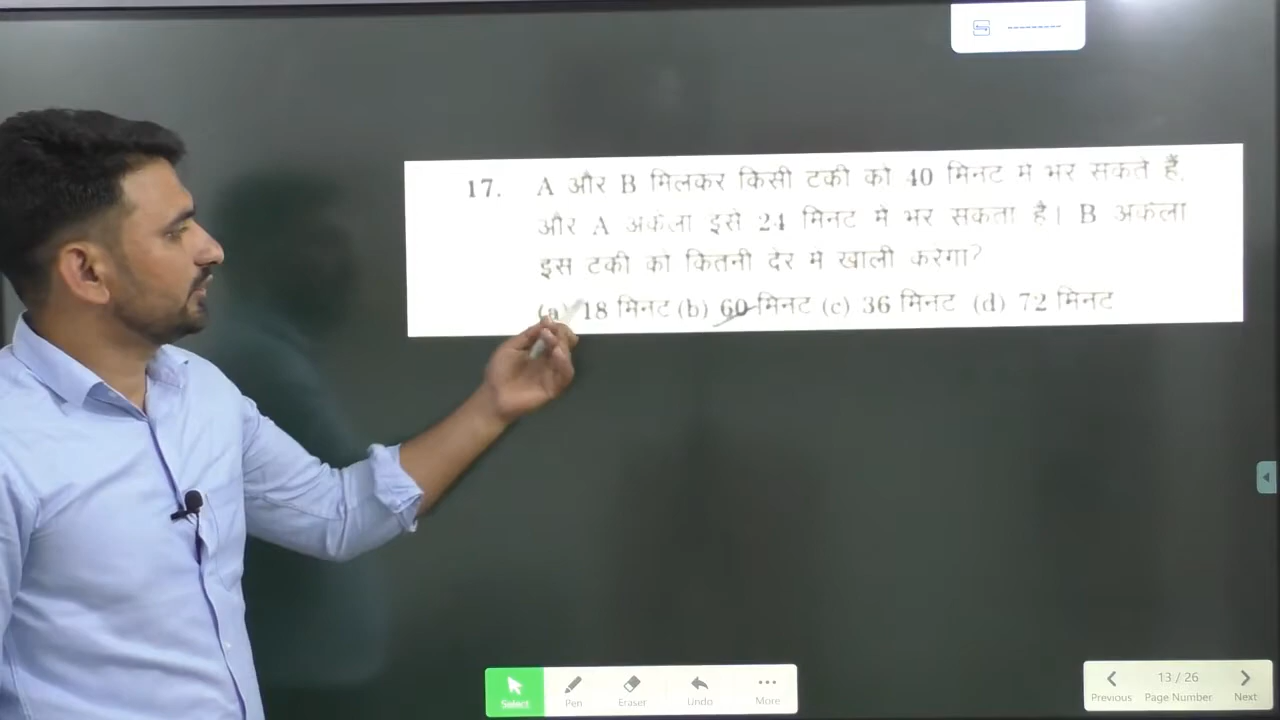 17. A और B मिलकर किसी टंकी को 40 मिनट में भर सकते हैं,
और A अकेला इसे 24 मिनट में भर सकता है। B अकेला
इस टंकी को कितनी देर में खाली करेगा?
(a) 18 मिनट (b) 60 मिनट (c) 36 मिनट (d) 72 मिनट
Select Pen Eraser Undo More
13 / 26
Previous Page Number Next